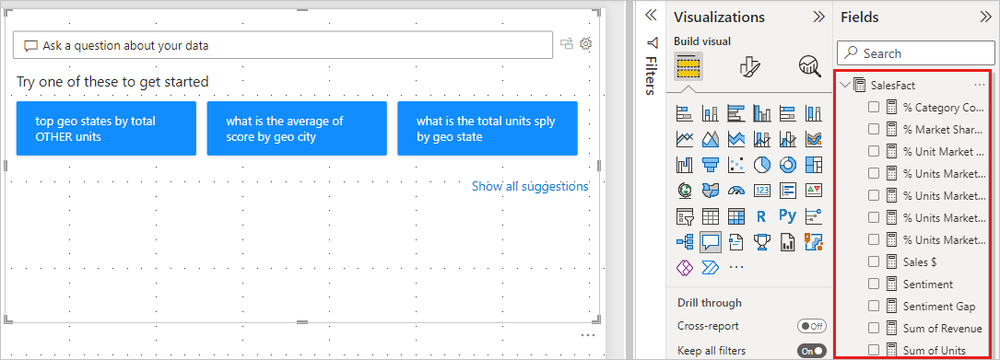 Ask a question about your data
Try one of these to get started
top geo states by total
OTHER units
what is the average of
score by geo city
what is the total units sply
by geo state
Show all suggestions
Filters
Visualizations
Build visual
123
R
Py
Drill through
Cross-report
Off
Keep all filters
On
Fields
Search
SalesFact
% Category Co...
% Market Shar...
% Unit Market ...
% Units Market...
% Units Market...
% Units Market...
% Units Market...
Sales $
Sentiment
Sentiment Gap
Sum of Revenue
Sum of Units